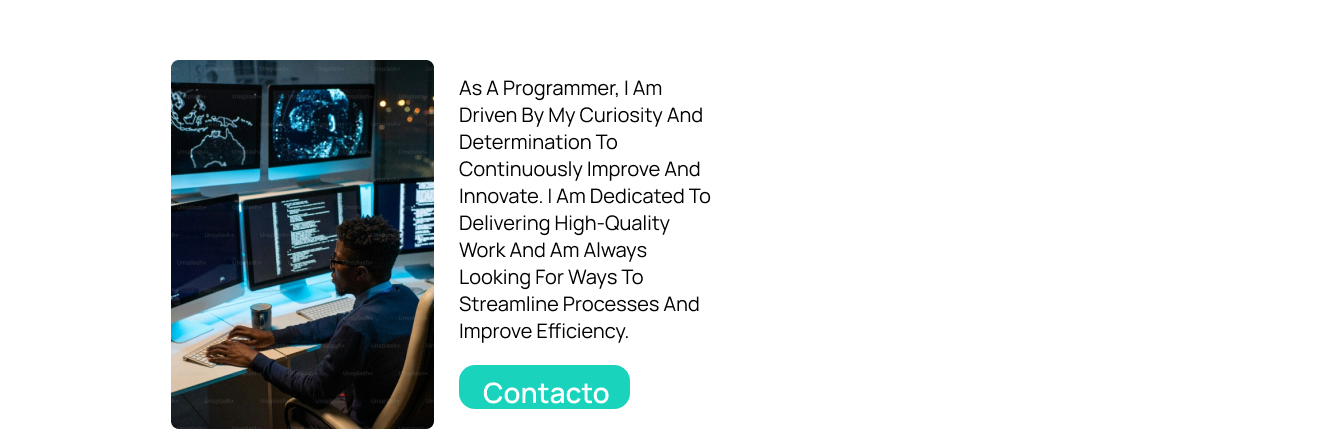 As A Programmer, I Am
Driven By My Curiosity And
Determination To
Continuously Improve And
Innovate. I Am Dedicated To
Delivering High-Quality
Work And Am Always
Looking For Ways To
Streamline Processes And
Improve Efficiency.
Contacto